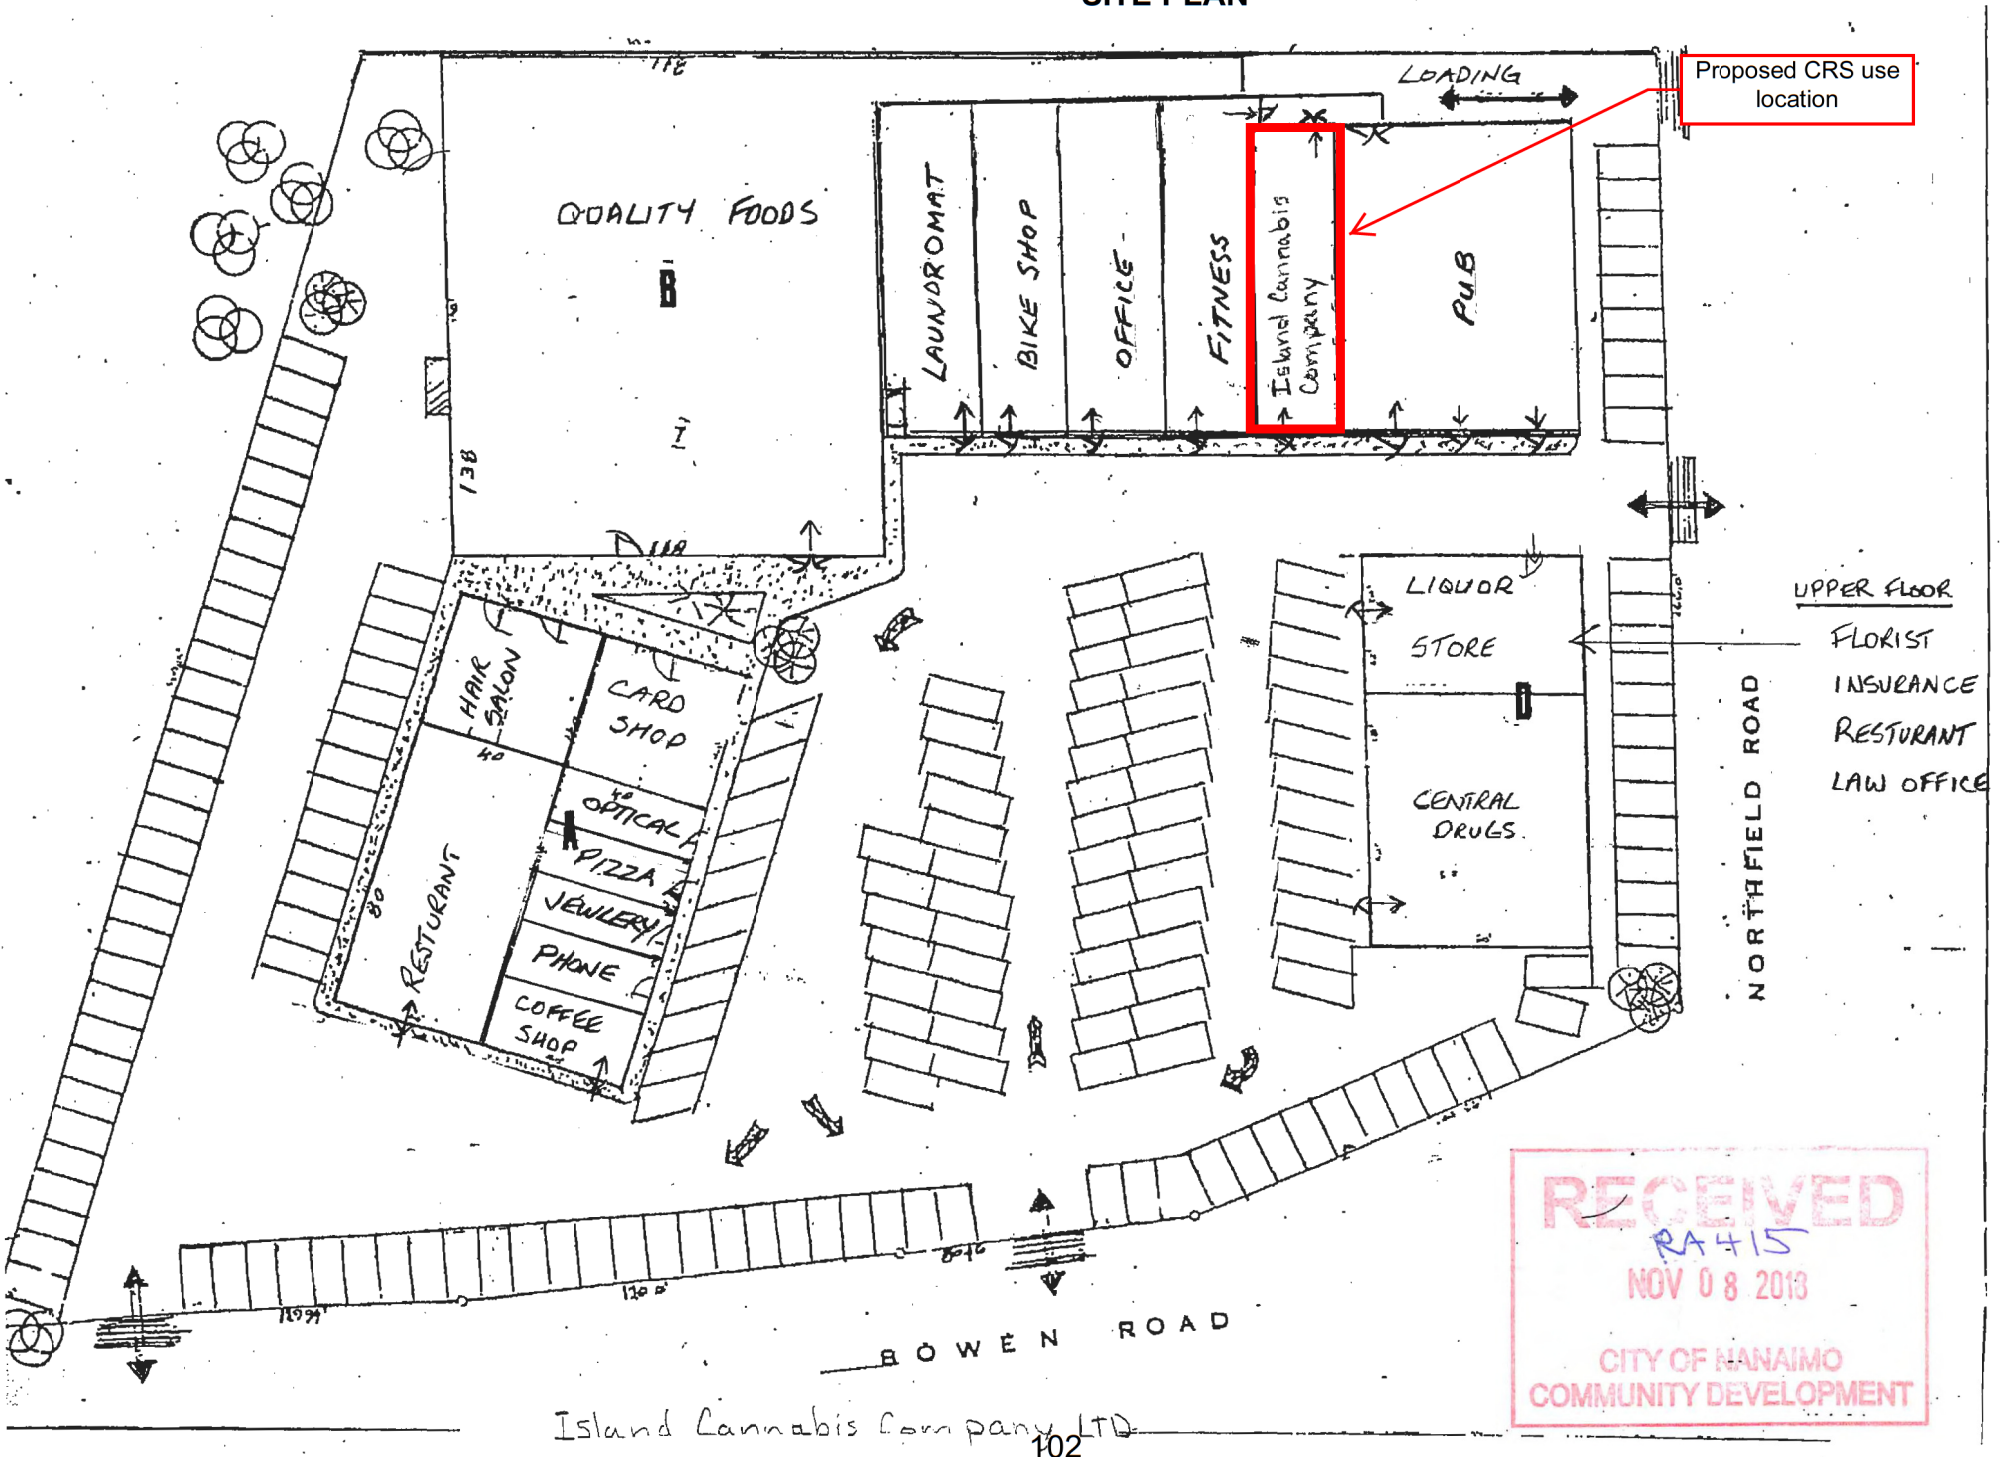 SITE PLAN
118
LOADING
Proposed CRS use
location
QUALITY FOODS
B
LAUNDROMAT
BIKE SHOP
OFFICE
FITNESS
Island Cannabis
Company
PUB
138
118
HAIR
SALON
CARD
SHOP
40
40
OPTICAL
A
PIZZA
JEWLERY
PHONE
COFFEE
SHOP
RESTURANT
80
LIQUOR
STORE
CENTRAL
DRUGS.
UPPER FLOOR
FLORIST
INSURANCE
RESTURANT
LAW OFFICE
NORTHFIELD ROAD
BOWEN ROAD
RECEIVED
RA415
NOV 08 2018
CITY OF NANAIMO
COMMUNITY DEVELOPMENT
Island Cannabis Company LTD
102